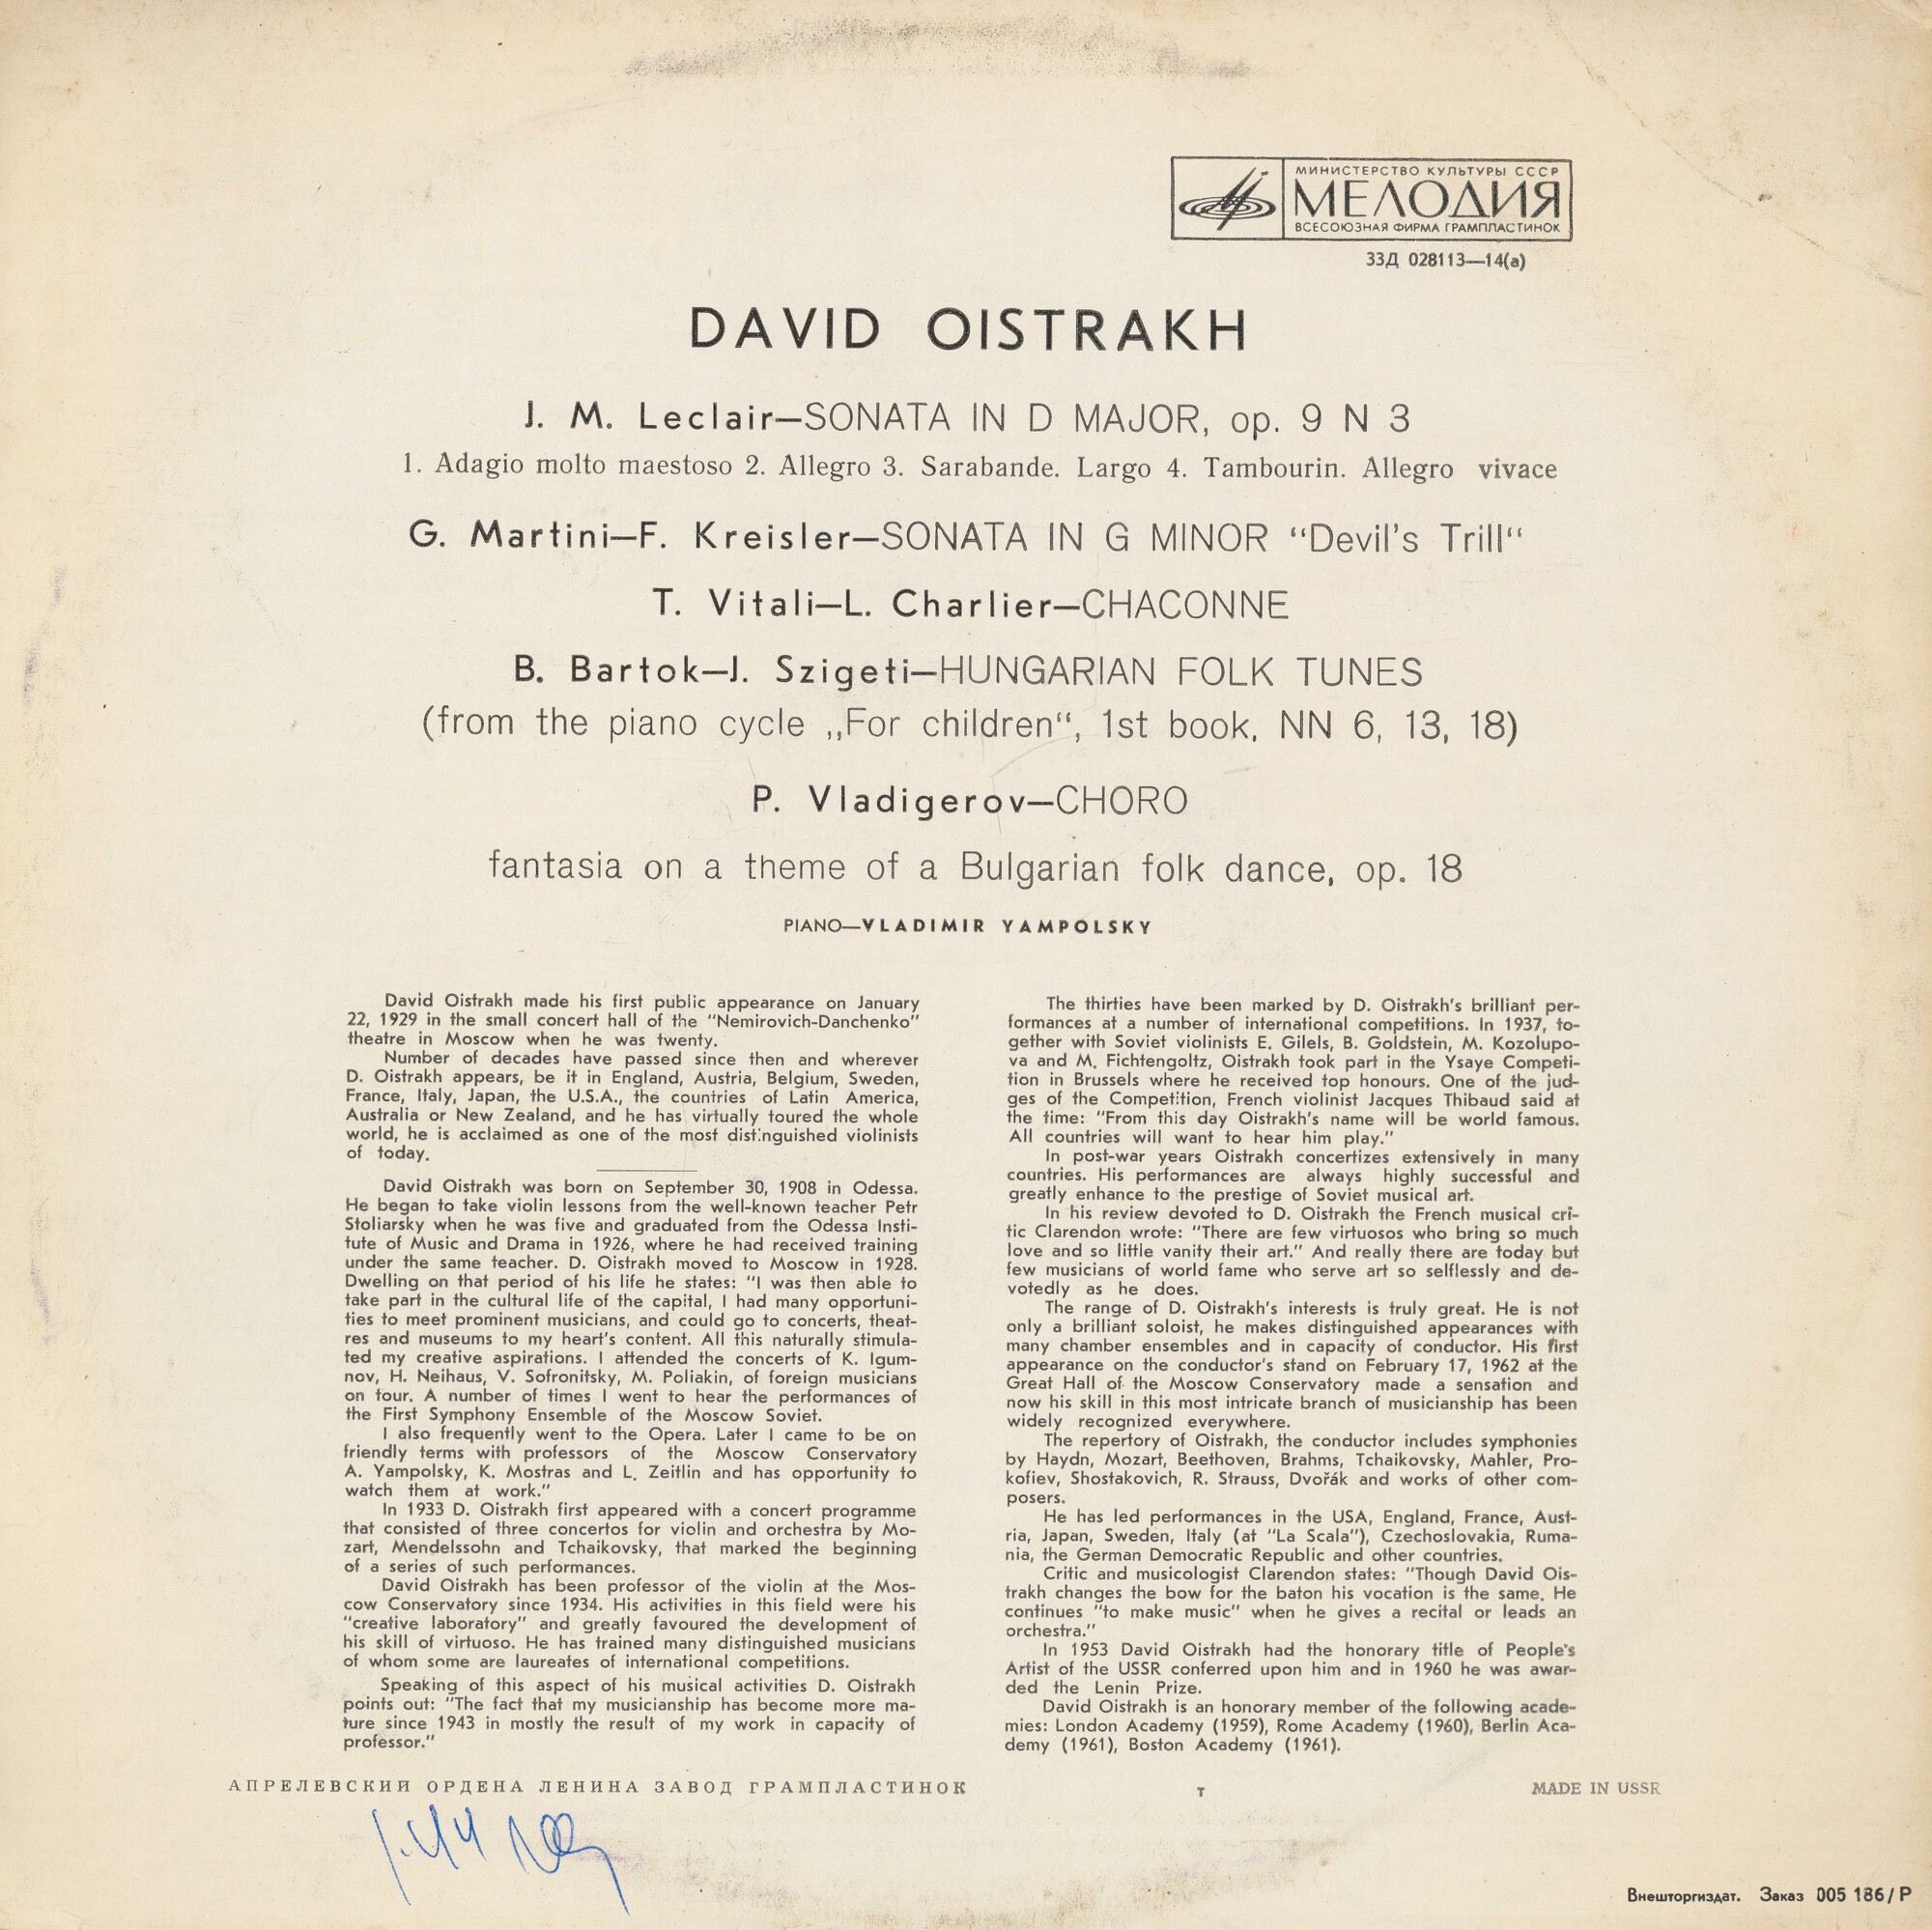 МИНИСТЕРСТВО КУЛЬТУРЫ СССР
МЕЛОДИЯ
ВСЕСОЮЗНАЯ ФИРМА ГРАМПЛАСТИНОК
33Д 028113—14(а)
DAVID OISTRAKH
J. M. Leclair—SONATA IN D MAJOR, op. 9 N 3
1. Adagio molto maestoso 2. Allegro 3. Sarabande. Largo 4. Tambourin. Allegro vivace
G. Martini—F. Kreisler—SONATA IN G MINOR “Devil's Trill“
T. Vitali—L. Charlier—CHACONNE
B. Bartok—J. Szigeti—HUNGARIAN FOLK TUNES
(from the piano cycle „For children“, 1st book, NN 6, 13, 18)
P. Vladigerov—CHORO
fantasia on a theme of a Bulgarian folk dance, op. 18
PIANO—VLADIMIR YAMPOLSKY
David Oistrakh made his first public appearance on January
22, 1929 in the small concert hall of the "Nemirovich-Danchenko"
theatre in Moscow when he was twenty.
Number of decades have passed since then and wherever
D. Oistrakh appears, be it in England, Austria, Belgium, Sweden,
France, Italy, Japan, the U.S.A., the countries of Latin America,
Australia or New Zealand, and he has virtually toured the whole
world, he is acclaimed as one of the most distinguished violinists
of today.
David Oistrakh was born on September 30, 1908 in Odessa.
He began to take violin lessons from the well-known teacher Petr
Stoliarsky when he was five and graduated from the Odessa Insti-
tute of Music and Drama in 1926, where he had received training
under the same teacher. D. Oistrakh moved to Moscow in 1928.
Dwelling on that period of his life he states: "I was then able to
take part in the cultural life of the capital, I had many opportuni-
ties to meet prominent musicians, and could go to concerts, theat-
res and museums to my heart's content. All this naturally stimula-
ted my creative aspirations. I attended the concerts of K. Igum-
nov, H. Neihaus, V. Sofronitsky, M. Poliakin, of foreign musicians
on tour. A number of times I went to hear the performances of
the First Symphony Ensemble of the Moscow Soviet.
I also frequently went to the Opera. Later I came to be on
friendly terms with professors of the Moscow Conservatory
A. Yampolsky, K. Mostras and L. Zeitlin and has opportunity to
watch them at work."
In 1933 D. Oistrakh first appeared with a concert programme
that consisted of three concertos for violin and orchestra by Mo-
zart, Mendelssohn and Tchaikovsky, that marked the beginning
of a series of such performances.
David Oistrakh has been professor of the violin at the Mos-
cow Conservatory since 1934. His activities in this field were his
"creative laboratory" and greatly favoured the development of
his skill of virtuoso. He has trained many distinguished musicians
of whom some are laureates of international competitions.
Speaking of this aspect of his musical activities D. Oistrakh
points out: "The fact that my musicianship has become more ma-
ture since 1943 in mostly the result of my work in capacity of
professor."
The thirties have been marked by D. Oistrakh's brilliant per-
formances at a number of international competitions. In 1937, to-
gether with Soviet violinists E. Gilels, B. Goldstein, M. Kozolupo-
va and M. Fichtengoltz, Oistrakh took part in the Ysaye Competi-
tion in Brussels where he received top honours. One of the jud-
ges of the Competition, French violinist Jacques Thibaud said at
the time: "From this day Oistrakh's name will be world famous.
All countries will want to hear him play."
In post-war years Oistrakh concertizes extensively in many
countries. His performances are always highly successful and
greatly enhance to the prestige of Soviet musical art.
In his review devoted to D. Oistrakh the French musical cri-
tic Clarendon wrote: "There are few virtuosos who bring so much
love and so little vanity their art." And really there are today but
few musicians of world fame who serve art so selflessly and de-
votedly as he does.
The range of D. Oistrakh's interests is truly great. He is not
only a brilliant soloist, he makes distinguished appearances with
many chamber ensembles and in capacity of conductor. His first
appearance on the conductor's stand on February 17, 1962 at the
Great Hall of the Moscow Conservatory made a sensation and
now his skill in this most intricate branch of musicianship has been
widely recognized everywhere.
The repertory of Oistrakh, the conductor includes symphonies
by Haydn, Mozart, Beethoven, Brahms, Tchaikovsky, Mahler, Pro-
kofiev, Shostakovich, R. Strauss, Dvořák and works of other com-
posers.
He has led performances in the USA, England, France, Aust-
ria, Japan, Sweden, Italy (at "La Scala"), Czechoslovakia, Ruma-
nia, the German Democratic Republic and other countries.
Critic and musicologist Clarendon states: "Though David Ois-
trakh changes the bow for the baton his vocation is the same. He
continues "to make music" when he gives a recital or leads an
orchestra."
In 1953 David Oistrakh had the honorary title of People's
Artist of the USSR conferred upon him and in 1960 he was awar-
ded the Lenin Prize.
David Oistrakh is an honorary member of the following acade-
mies: London Academy (1959), Rome Academy (1960), Berlin Aca-
demy (1961), Boston Academy (1961).
АПРЕЛЕВСКИЙ ОРДЕНА ЛЕНИНА ЗАВОД ГРАМПЛАСТИНОК
т
MADE IN USSR
Внешторгиздат. Заказ 005 186/Р